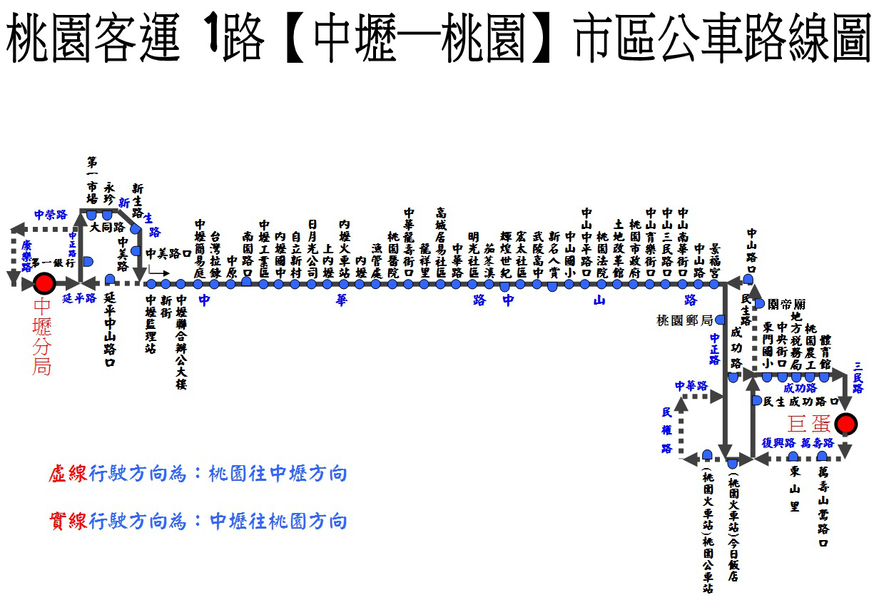 桃園客運 1路【中壢—桃園】市區公車路線圖
第一市場
永珍
新生路
新
生
路
中榮路
大同路
康樂路
中正路
中美路
中美路口
第一銀行
延平路
延平中山路口
中壢分局
中壢監理站
新街
中壢聯合辦公大樓
中壢簡易庭
台灣拉鍊
中原
南園路口
中壢工業區
內壢國中
自立新村
日月光公司
上內壢
內壢火車站
內壢
漁管處
桃園醫院
中華龍壽街口
龍祥里
高城居易社區
中華路
明光社區
茄苳溪
輝煌世紀
宏太社區
武陵高中
新名人賞
中山國小
中山中平路口
桃園法院
土地改革館
桃園市政府
中山育樂街口
中山三民路口
中山南華街口
中山路
景福宮
中
華
路
中
山
路
中山路口
民生路
關帝廟
桃園郵局
中正路
成功路
東門國小
中央街口
地方稅務局
桃園農工
體育館
三民路
成功路
民生成功路口
巨蛋
中華路
民權路
復興路 萬壽路
(桃園火車站)桃園公車站
(桃園火車站)今日飯店
東山里
萬壽山鶯路口
虛線行駛方向為：桃園往中壢方向
實線行駛方向為：中壢往桃園方向